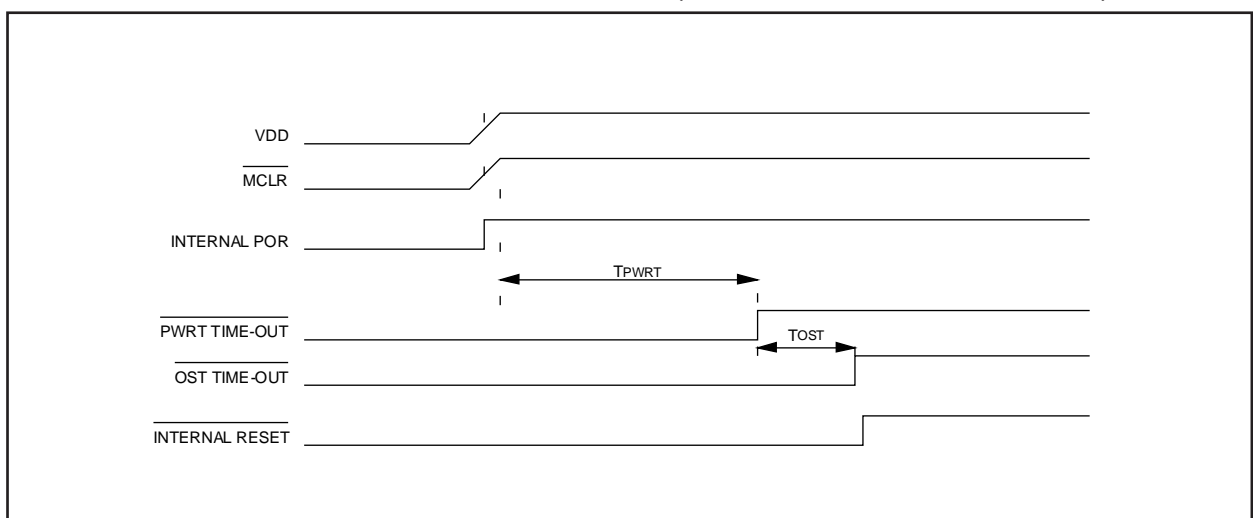 VDD
MCLR
INTERNAL POR
TPWRT
PWRT TIME-OUT
TOST
OST TIME-OUT
INTERNAL RESET